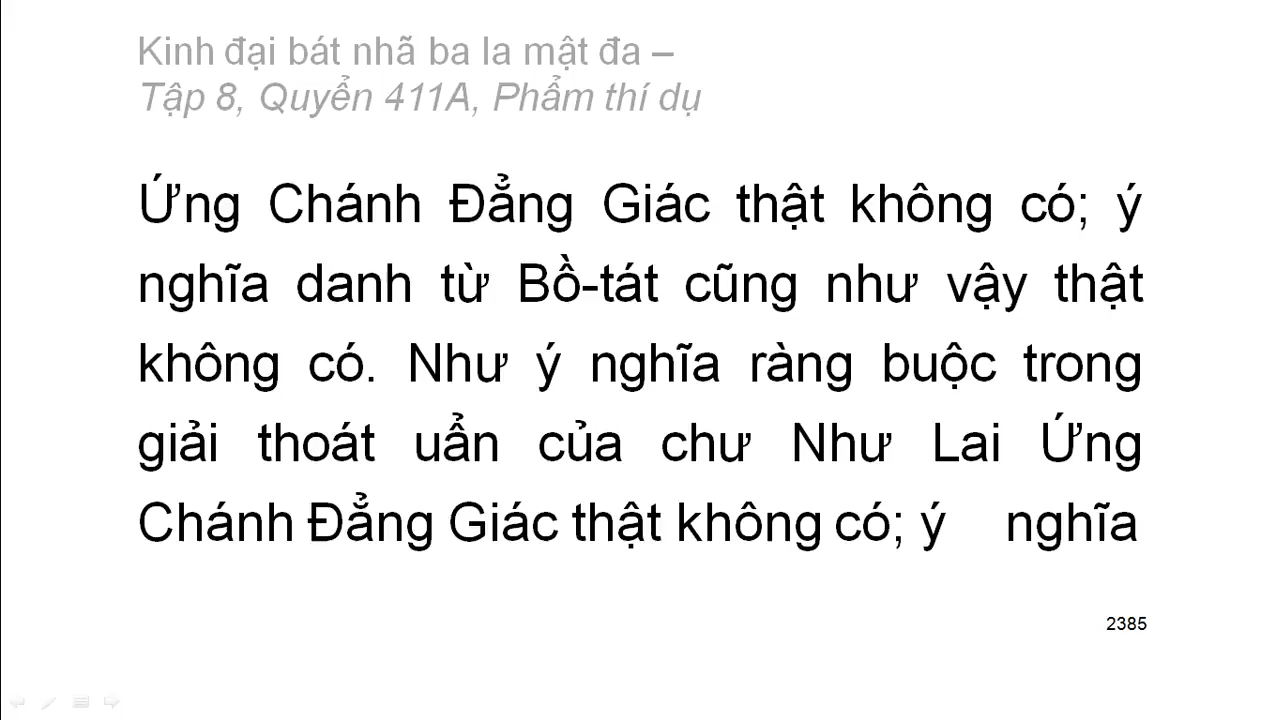 Kinh đại bát nhã ba la mật đa –
Tập 8, Quyển 411A, Phẩm thí dụ
Ứng Chánh Đẳng Giác thật không có; ý
nghĩa danh từ Bồ-tát cũng như vậy thật
không có. Như ý nghĩa ràng buộc trong
giải thoát uẩn của chư Như Lai Ứng
Chánh Đẳng Giác thật không có; ý nghĩa
2385